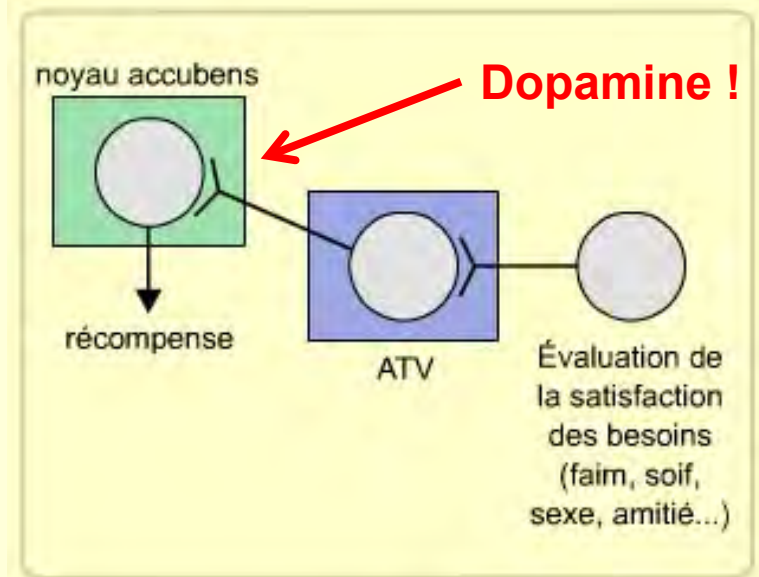 noyau accubens
Dopamine !
récompense
ATV
Évaluation de
la satisfaction
des besoins
(faim, soif,
sexe, amitié...)